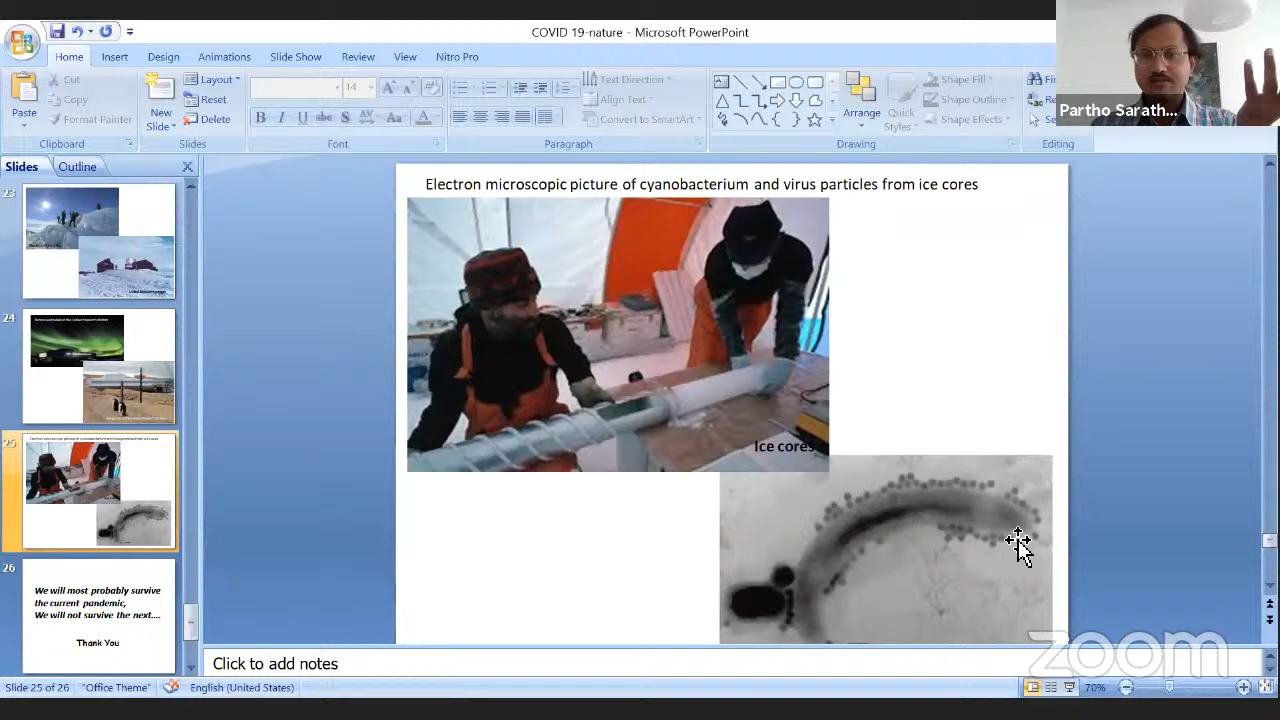 COVID 19-nature - Microsoft PowerPoint
Home Insert Design Animations Slide Show Review View Nitro Pro
Paste
Cut
Copy
Format Painter
Clipboard
New
Slide
Layout
Reset
Delete
Slides
14
B I U abc S AV Aa A
Font
Text Direction
Align Text
Convert to SmartArt
Paragraph
Arrange
Quick
Styles
Shape Fill
Shape Outline
Shape Effects
Drawing
Editing
Partho Sarath...
Slides Outline
23
24
25
26
We will most probably survive
the current pandemic,
We will not survive the next....
Thank You
Electron microscopic picture of cyanobacterium and virus particles from ice cores
Ice cores
zoom
Click to add notes
Slide 25 of 26 "Office Theme" English (United States) 70%